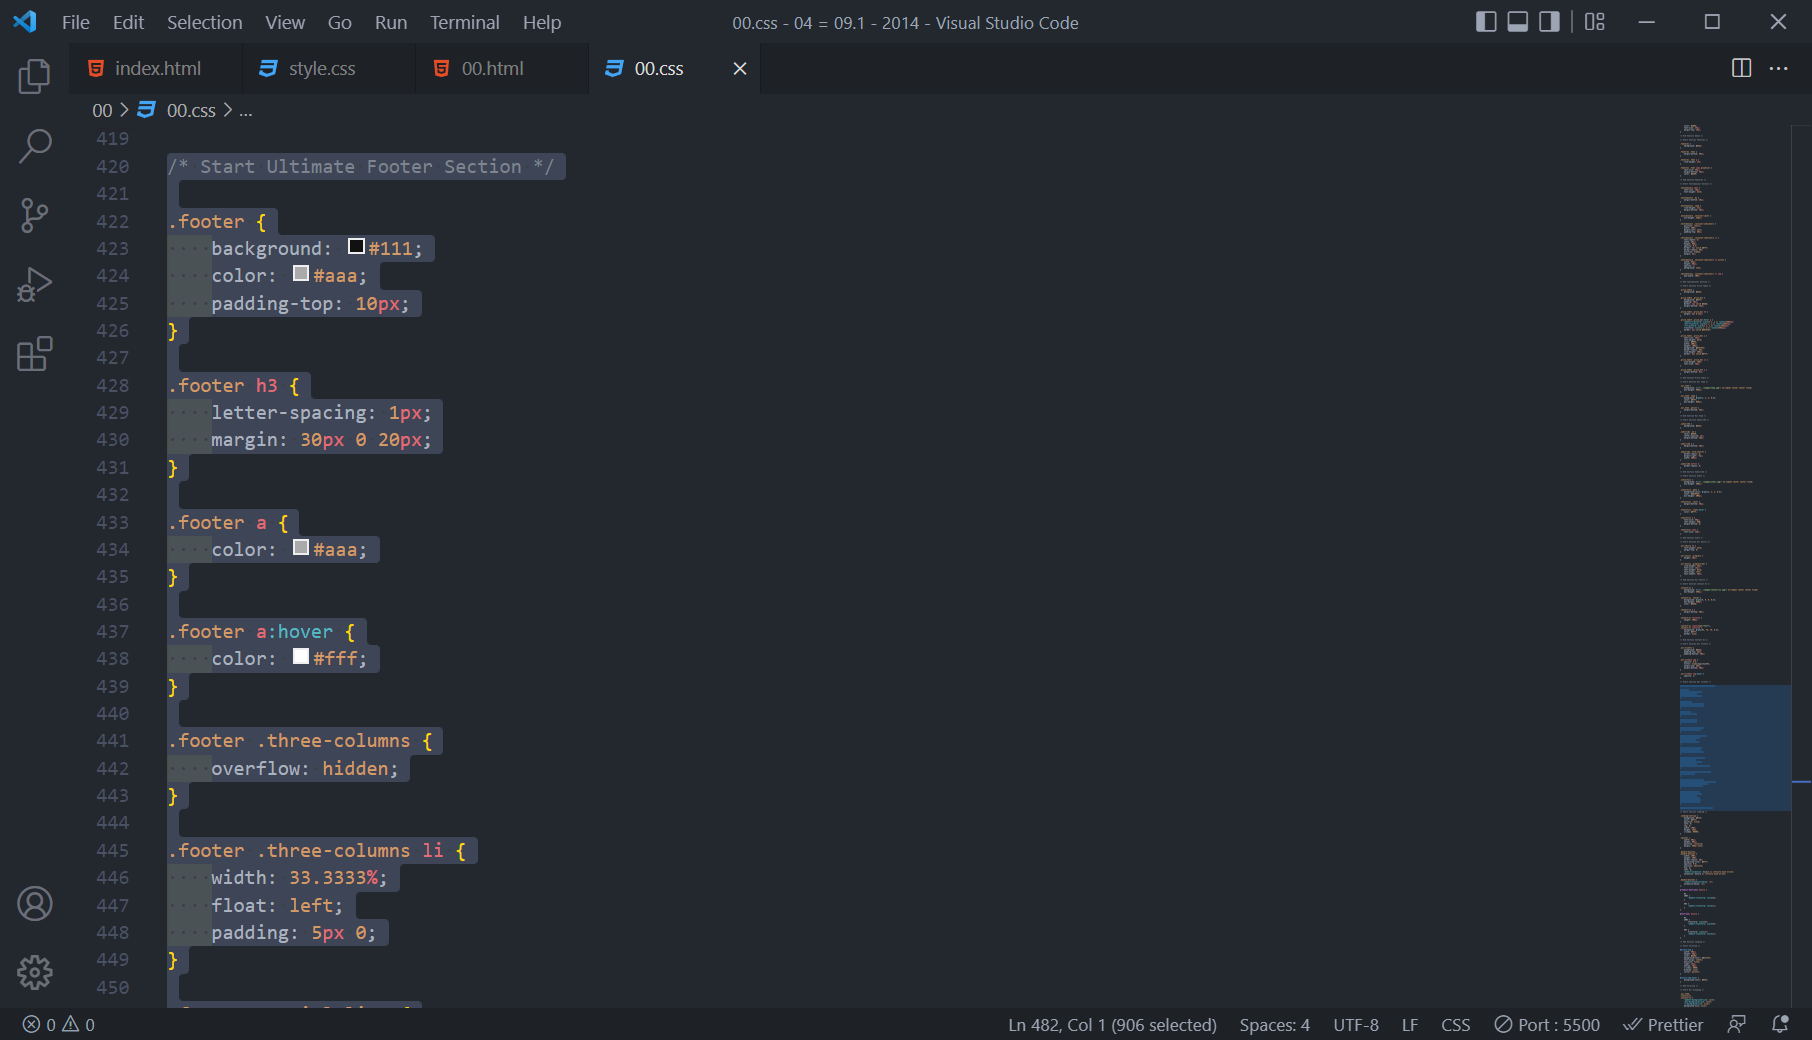 File Edit Selection View Go Run Terminal Help
00.css - 04 = 09.1 - 2014 - Visual Studio Code
index.html style.css 00.html 00.css
00 > 00.css > ...
419
420 /* Start Ultimate Footer Section */
421
422 .footer {
423 background: #111;
424 color: #aaa;
425 padding-top: 10px;
426 }
427
428 .footer h3 {
429 letter-spacing: 1px;
430 margin: 30px 0 20px;
431 }
432
433 .footer a {
434 color: #aaa;
435 }
436
437 .footer a:hover {
438 color: #fff;
439 }
440
441 .footer .three-columns {
442 overflow: hidden;
443 }
444
445 .footer .three-columns li {
446 width: 33.3333%;
447 float: left;
448 padding: 5px 0;
449 }
450
0 0
Ln 482, Col 1 (906 selected) Spaces: 4 UTF-8 LF CSS Port : 5500 Prettier